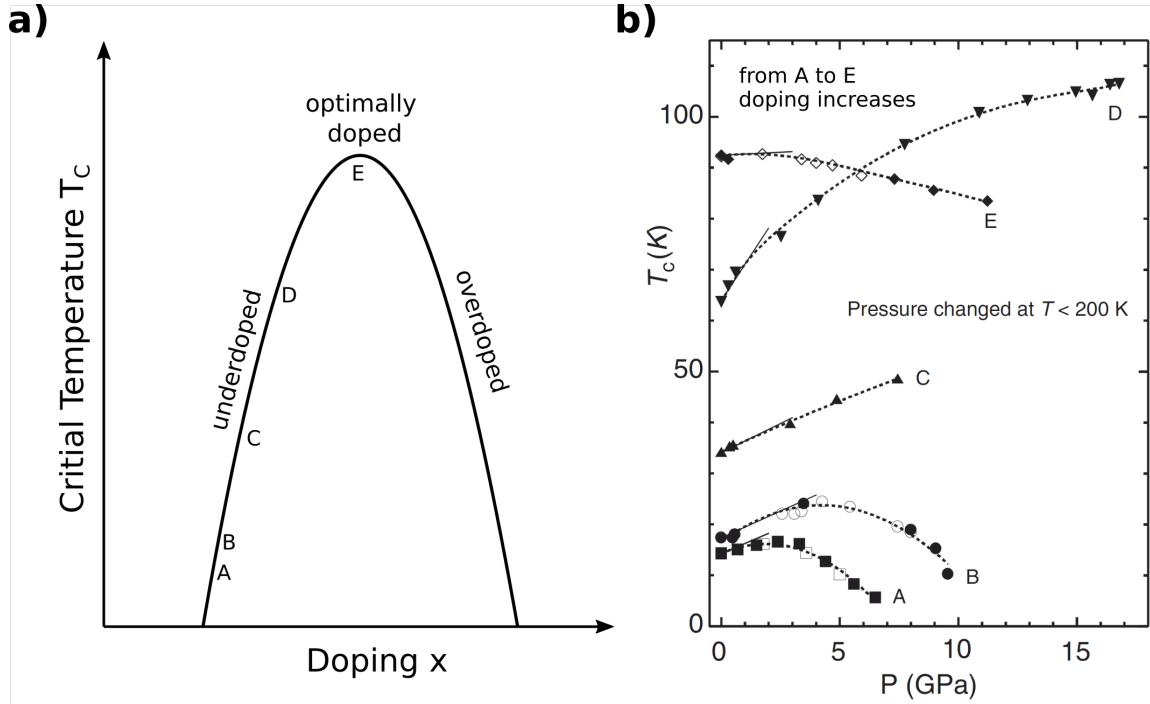 a)
optimally
doped
E
D
C
B
A
underdoped
overdoped
Critial Temperature T_C
Doping x
b)
from A to E
doping increases
D
E
Pressure changed at T < 200 K
C
B
A
100
50
0
T_c(K)
0 5 10 15
P (GPa)